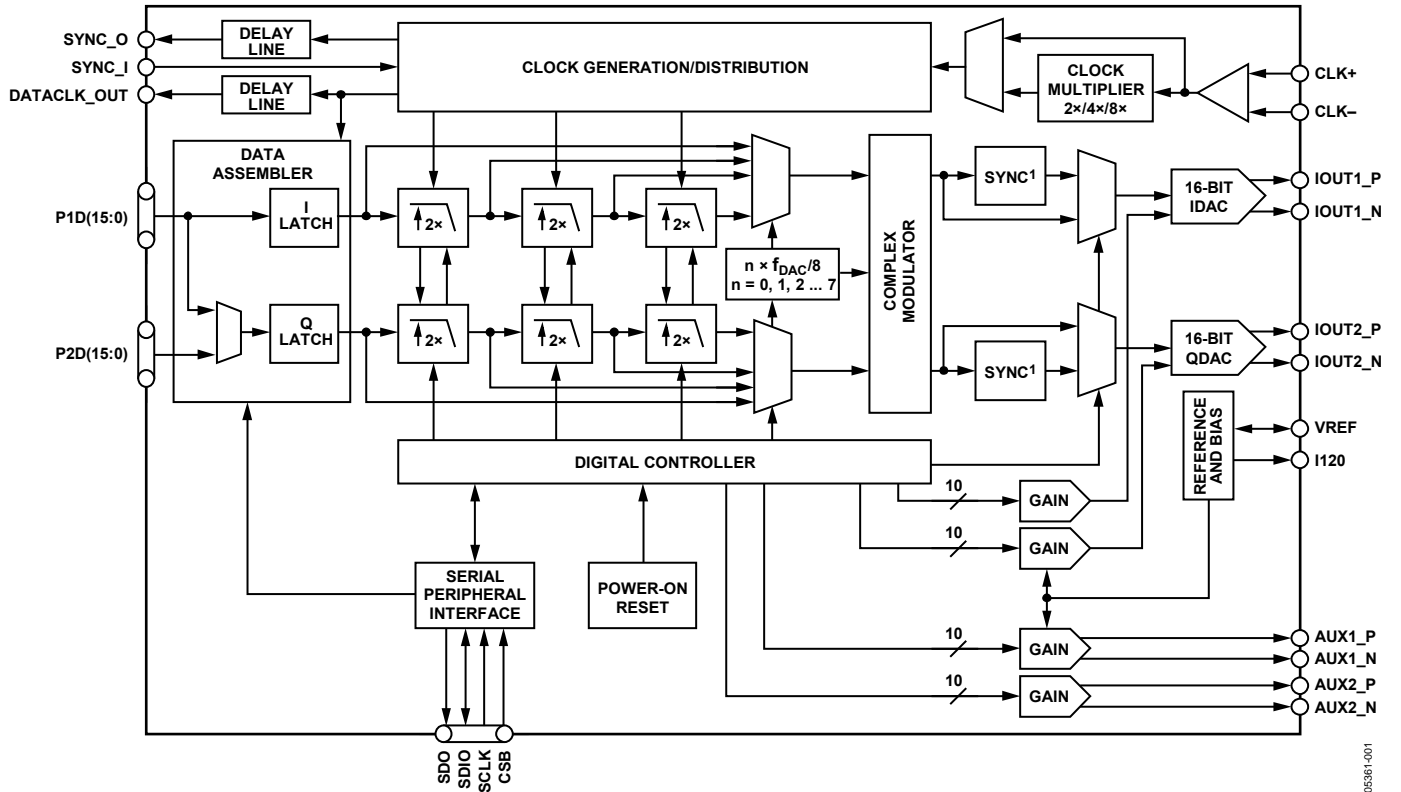 SYNC_O
DELAY
LINE
SYNC_I
CLOCK GENERATION/DISTRIBUTION
CLOCK
MULTIPLIER
2×/4×/8×
CLK+
DATACLK_OUT
DELAY
LINE
CLK–
DATA
ASSEMBLER
P1D(15:0)
I
LATCH
2×
2×
2×
n × fDAC/8
n = 0, 1, 2 ... 7
COMPLEX
MODULATOR
SYNC1
16-BIT
IDAC
IOUT1_P
IOUT1_N
P2D(15:0)
Q
LATCH
2×
2×
2×
SYNC1
16-BIT
QDAC
IOUT2_P
IOUT2_N
DIGITAL CONTROLLER
REFERENCE
AND BIAS
VREF
I120
10
GAIN
10
GAIN
SERIAL
PERIPHERAL
INTERFACE
POWER-ON
RESET
10
GAIN
AUX1_P
AUX1_N
10
GAIN
AUX2_P
AUX2_N
SDO
SDIO
SCLK
CSB
05361-001